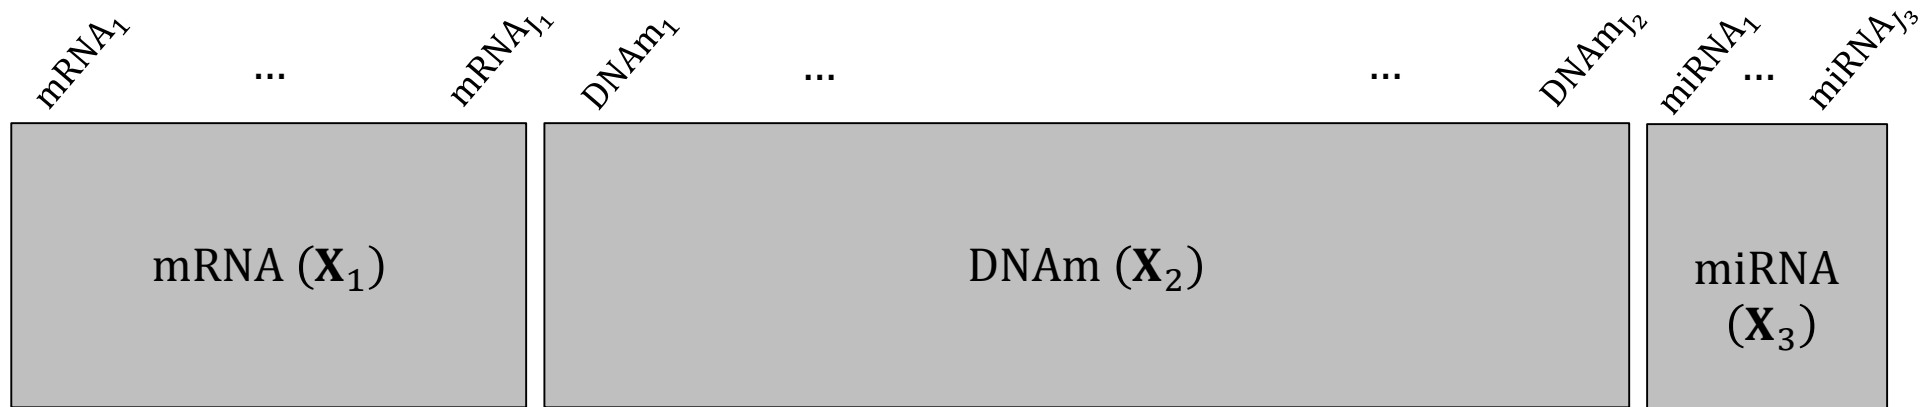 mRNA₁ ... mRNA_J₁ DNAm₁ ... ... DNAm_J₂ miRNA₁ ... miRNA_J₃
mRNA (X₁) DNAm (X₂) miRNA
(X₃)